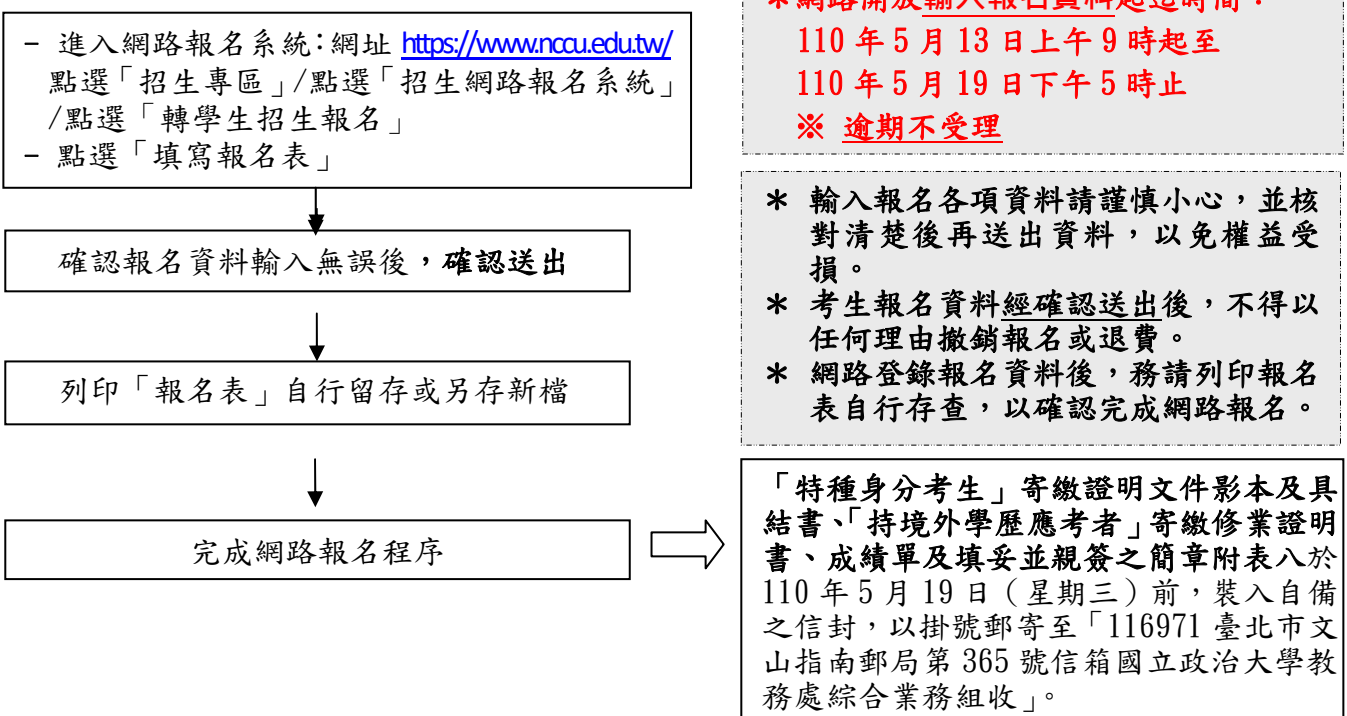 - 進入網路報名系統:網址 https://www.nccu.edu.tw/
點選「招生專區」/點選「招生網路報名系統」
/點選「轉學生招生報名」
- 點選「填寫報名表」
確認報名資料輸入無誤後,確認送出
列印「報名表」自行留存或另存新檔
完成網路報名程序
＊網路開放輸入報名資料起迄時間：
110 年 5 月 13 日上午 9 時起至
110 年 5 月 19 日下午 5 時止
※ 逾期不受理
＊ 輸入報名各項資料請謹慎小心，並核
對清楚後再送出資料，以免權益受
損。
＊ 考生報名資料經確認送出後，不得以
任何理由撤銷報名或退費。
＊ 網路登錄報名資料後，務請列印報名
表自行存查，以確認完成網路報名。
「特種身分考生」寄繳證明文件影本及具
結書、「持境外學歷應考者」寄繳修業證明
書、成績單及填妥並親簽之簡章附表八於
110 年 5 月 19 日（星期三）前，裝入自備
之信封，以掛號郵寄至「116971 臺北市文
山指南郵局第 365 號信箱國立政治大學教
務處綜合業務組收」。